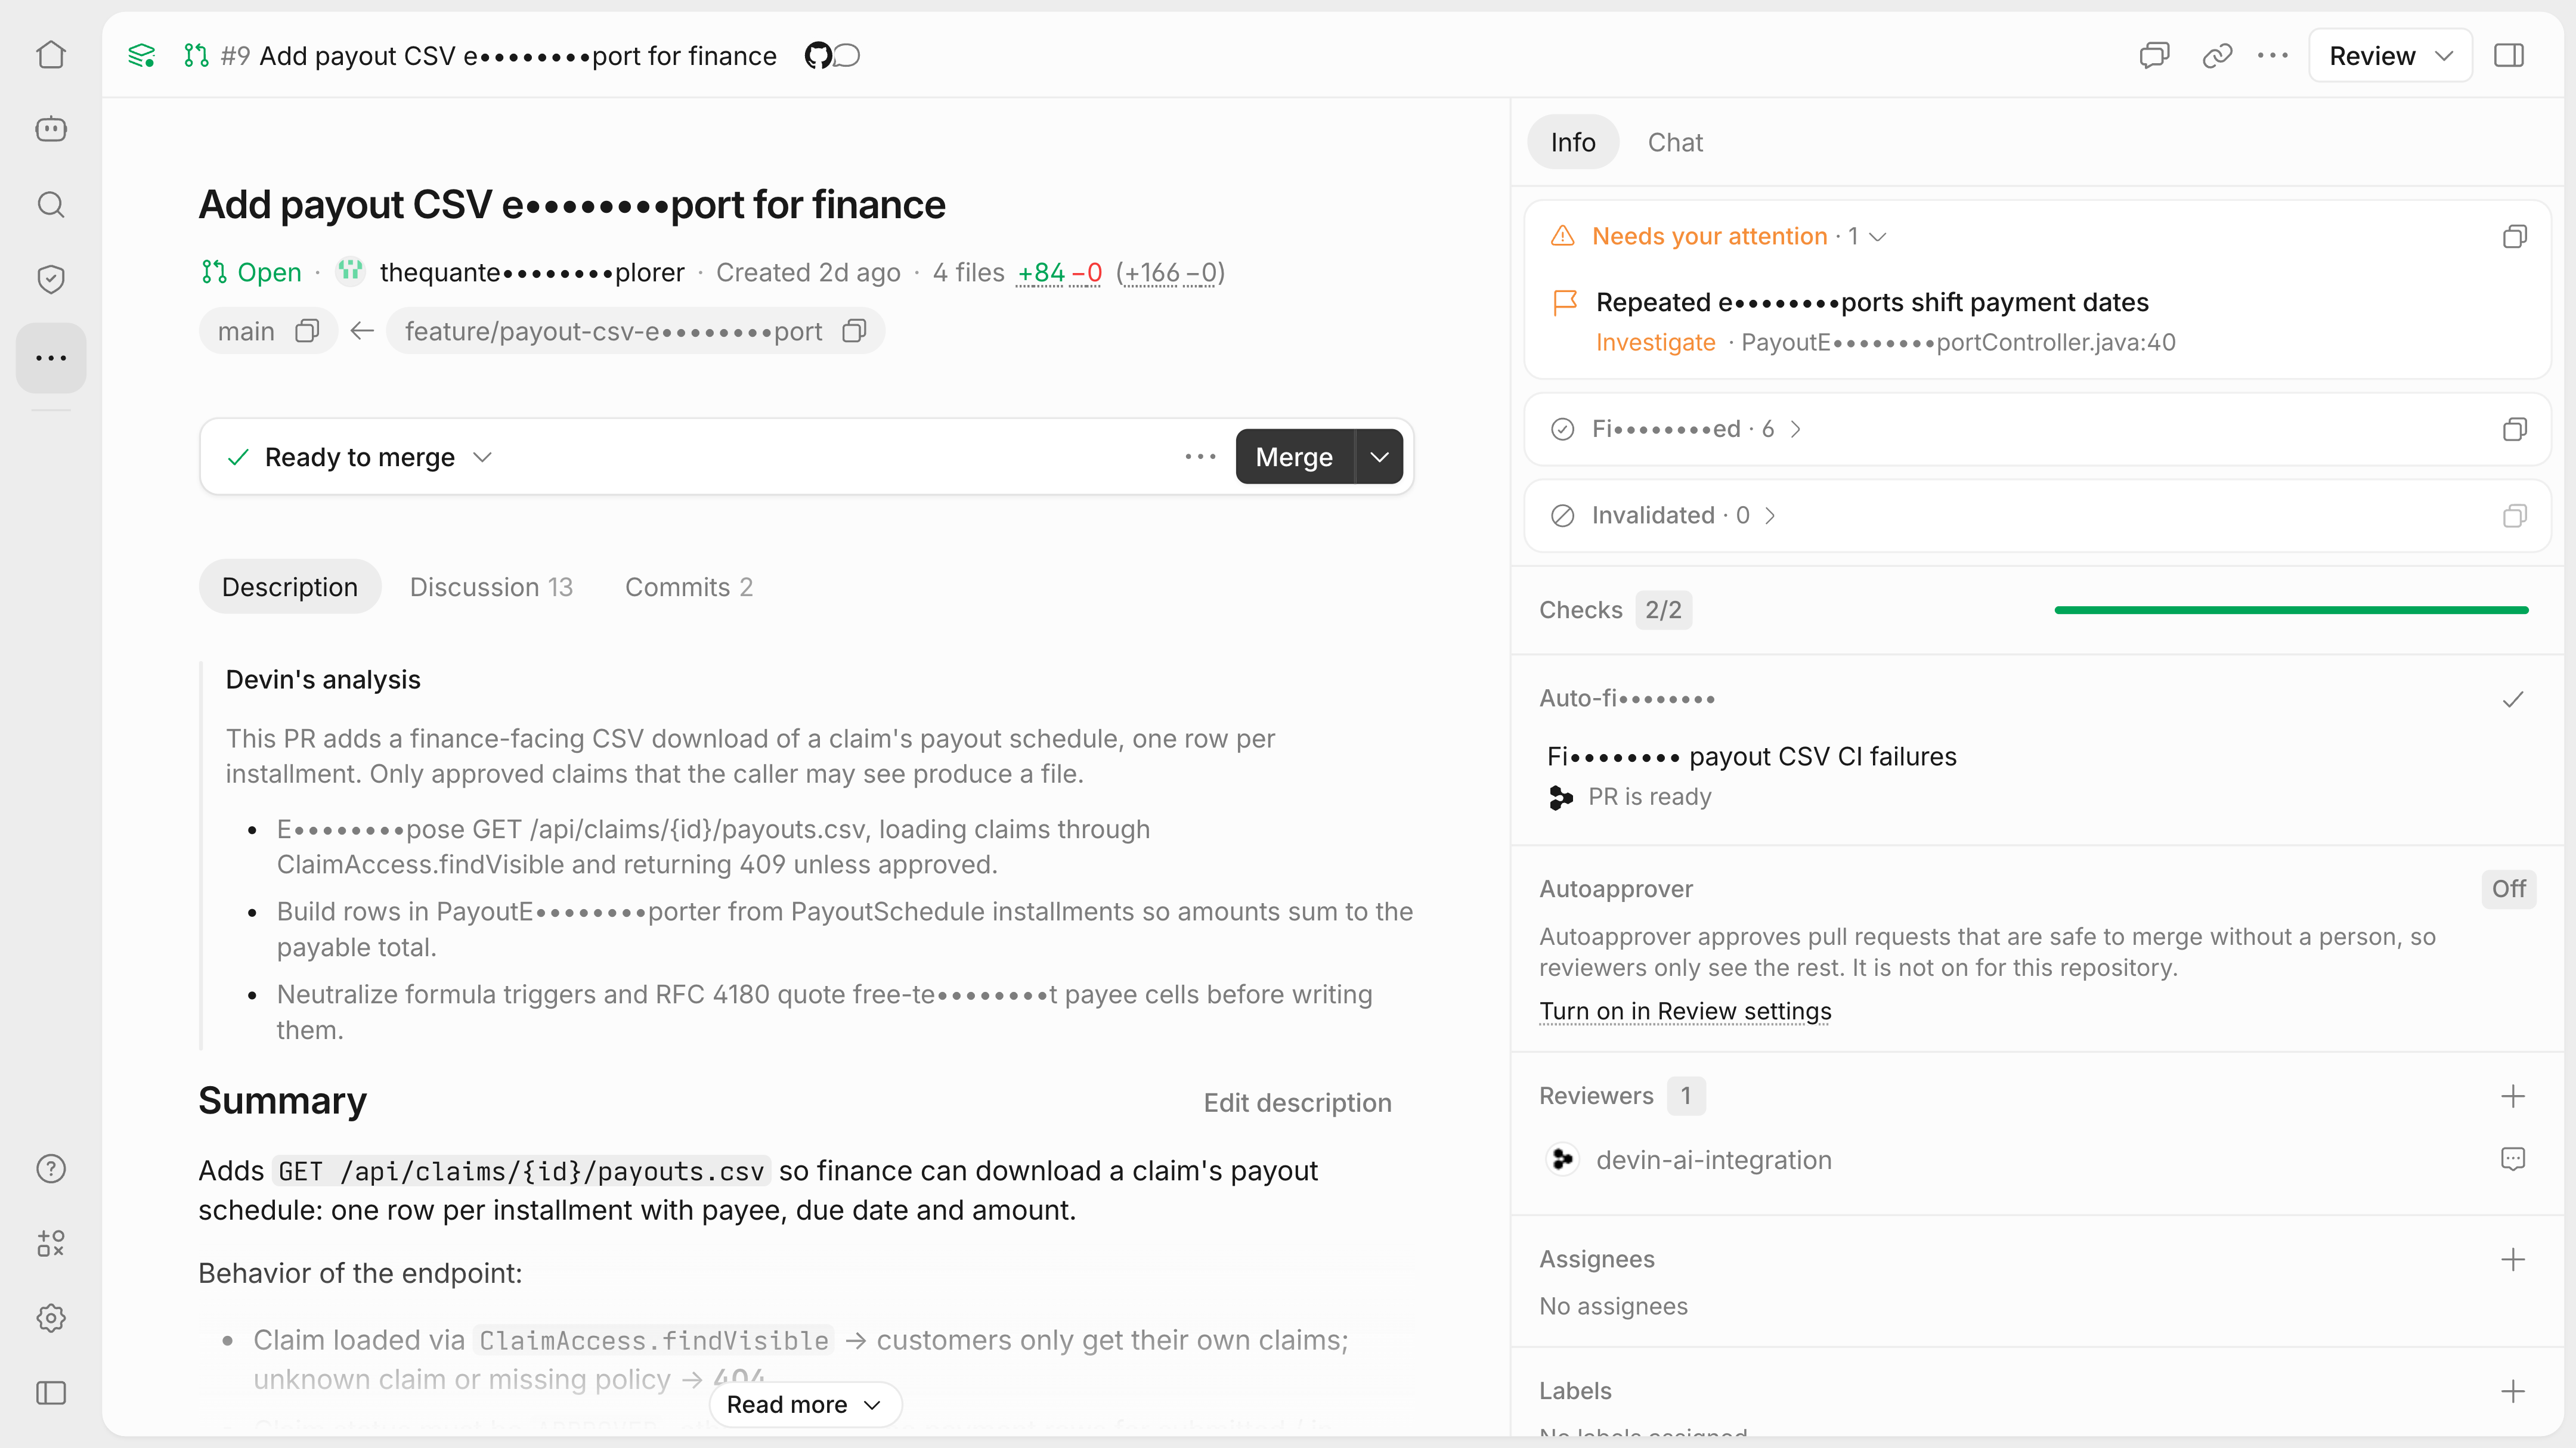 #9 Add payout CSV e••••••••port for finance
Review
Add payout CSV e••••••••port for finance
Open · thequante••••••••plorer · Created 2d ago · 4 files +84 −0 (+166 −0)
main ← feature/payout-csv-e••••••••port
Ready to merge
Merge
Description
Discussion 13
Commits 2
Devin's analysis
This PR adds a finance-facing CSV download of a claim's payout schedule, one row per
installment. Only approved claims that the caller may see produce a file.
• E••••••••pose GET /api/claims/{id}/payouts.csv, loading claims through
ClaimAccess.findVisible and returning 409 unless approved.
• Build rows in PayoutE••••••••porter from PayoutSchedule installments so amounts sum to the
payable total.
• Neutralize formula triggers and RFC 4180 quote free-te••••••••t payee cells before writing
them.
Summary
Edit description
Adds GET /api/claims/{id}/payouts.csv so finance can download a claim's payout
schedule: one row per installment with payee, due date and amount.
Behavior of the endpoint:
• Claim loaded via ClaimAccess.findVisible → customers only get their own claims;
unknown claim or missing policy → 404
Read more
Info
Chat
Needs your attention · 1
Repeated e••••••••ports shift payment dates
Investigate · PayoutE••••••••portController.java:40
Fi••••••••ed · 6
Invalidated · 0
Checks 2/2
Auto-fi••••••••
Fi•••••••• payout CSV CI failures
PR is ready
Autoapprover
Off
Autoapprover approves pull requests that are safe to merge without a person, so
reviewers only see the rest. It is not on for this repository.
Turn on in Review settings
Reviewers 1
devin-ai-integration
Assignees
No assignees
Labels
No labels assigned